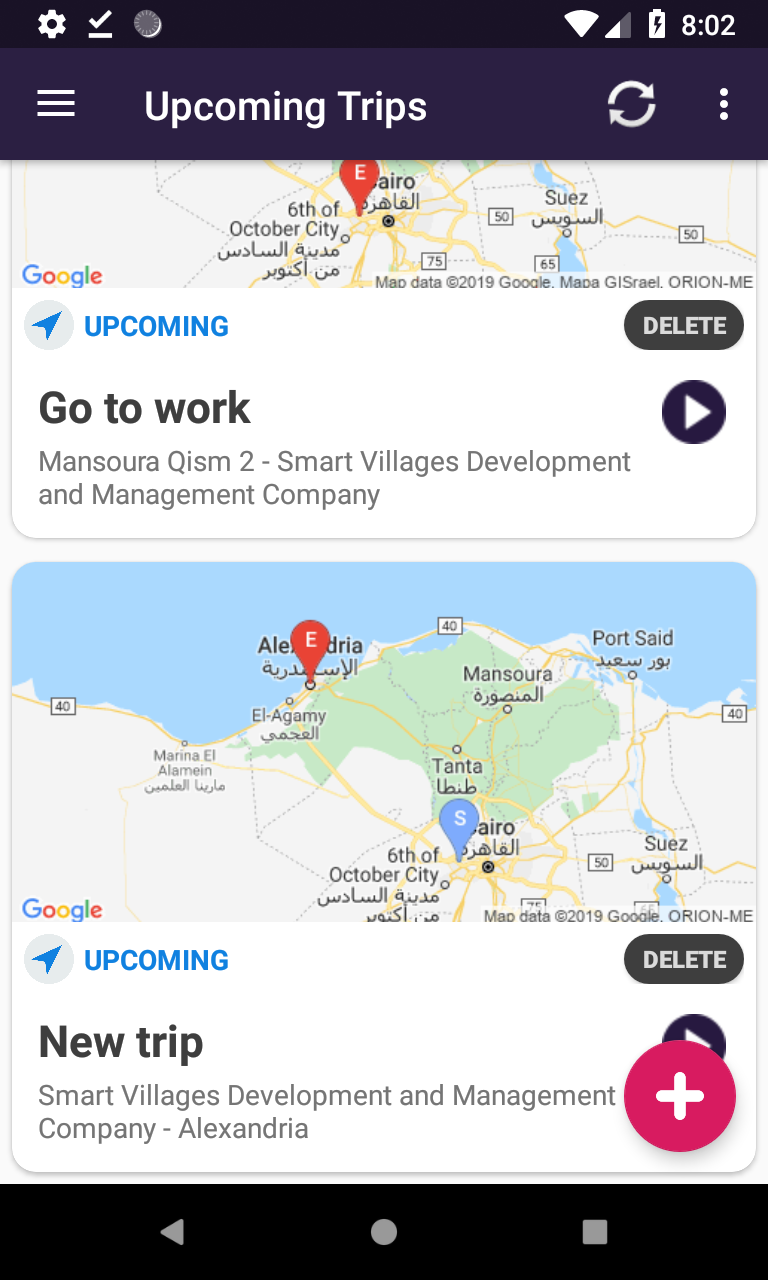 8:02
Upcoming Trips
E
Cairo
القاهرة
6th of
October City
مدينة السادس
من أكتوبر
Suez
السويس
50
50
75
65
Google
Map data ©2019 Google, Mapa GISrael, ORION-ME
UPCOMING
DELETE
Go to work
Mansoura Qism 2 - Smart Villages Development
and Management Company
40
Port Said
بور سعيد
E
الإسكندرية
Mansoura
المنصورة
40
40
El-Agamy
العجمي
Marina El
Alamein
مارينا العلمين
Tanta
طنطا
S
القاهرة
6th of
October City
مدينة السادس
من أكتوبر
Suez
السويس
50
75
65
Google
Map data ©2019 Google, ORION-ME
UPCOMING
DELETE
New trip
Smart Villages Development and Management
Company - Alexandria